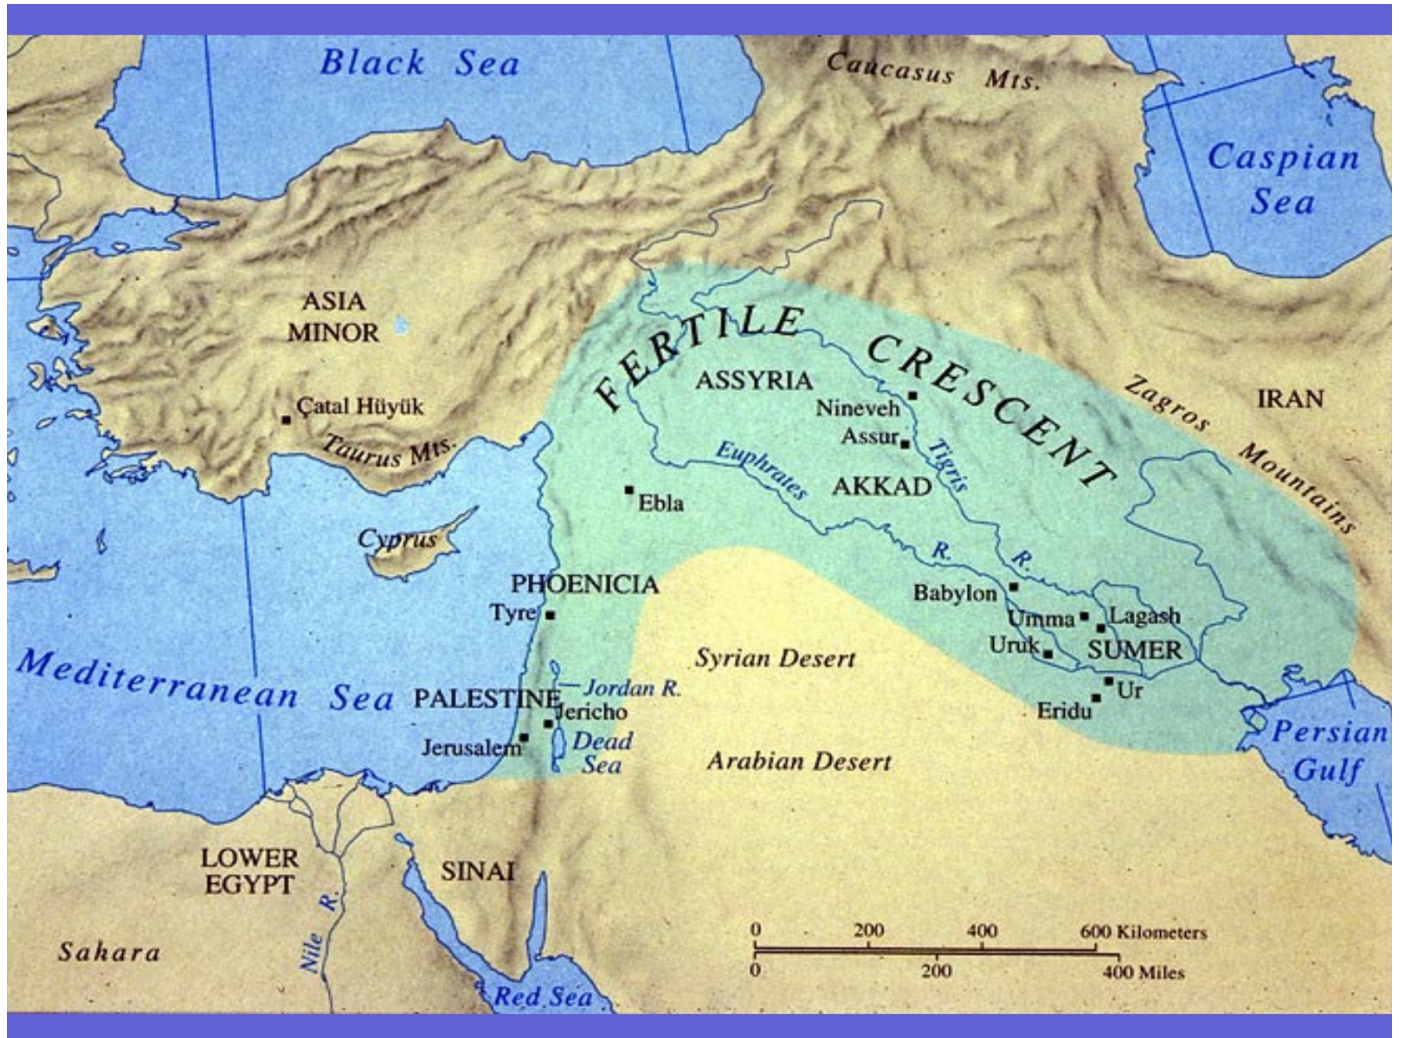 Black Sea
Caucasus Mts.
Caspian
Sea
ASIA
MINOR
FERTILE CRESCENT
ASSYRIA
Zagros Mountains
IRAN
Çatal Hüyük
Nineveh
Taurus Mts.
Assur
Tigris R.
Euphrates R.
AKKAD
Ebla
Cyprus
PHOENICIA
Babylon
Tyre
Umma
Lagash
Uruk
SUMER
Syrian Desert
Mediterranean Sea
Jordan R.
PALESTINE
Ur
Jericho
Eridu
Jerusalem
Dead
Sea
Persian
Gulf
Arabian Desert
LOWER
EGYPT
SINAI
Nile R.
Sahara
0 200 400 600 Kilometers
0 200 400 Miles
Red Sea